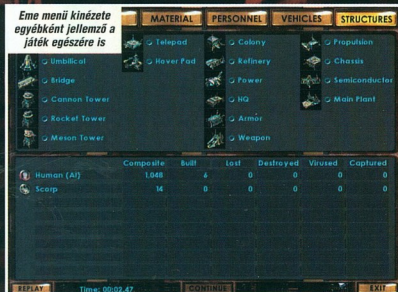 Eme menü kinézete
egyébként jellemző a
játék egészére is
MATERIAL PERSONNEL VEHICLES STRUCTURES
Telepad Colony Propulsion
Umbilical Hover Pad Refinery Chassis
Bridge Power Semiconductor
Cannon Tower HQ Main Plant
Rocket Tower Armor
Meson Tower Weapon
Composite Built Lost Destroyed Virused Captured
Human (AI) 1,048 6 0 0 0 0
Scorp 14 0 0 0 0 0
REPLAY Time: 00:02.47 CONTINUE EXIT